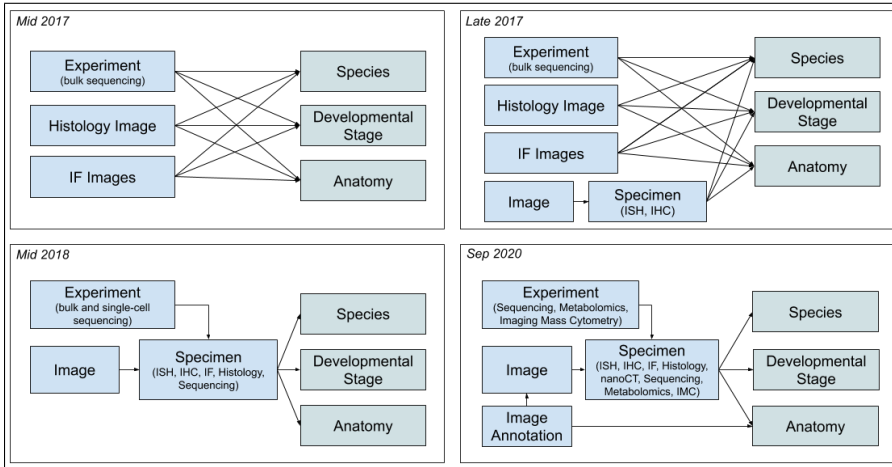 Mid 2017
Experiment
(bulk sequencing)
Histology Image
IF Images
Species
Developmental
Stage
Anatomy
Late 2017
Experiment
(bulk sequencing)
Histology Image
IF Images
Image
Specimen
(ISH, IHC)
Species
Developmental
Stage
Anatomy
Mid 2018
Experiment
(bulk and single-cell
sequencing)
Image
Specimen
(ISH, IHC, IF, Histology,
Sequencing)
Species
Developmental
Stage
Anatomy
Sep 2020
Experiment
(Sequencing, Metabolomics,
Imaging Mass Cytometry)
Image
Specimen
(ISH, IHC, IF, Histology,
nanoCT, Sequencing,
Metabolomics, IMC)
Image
Annotation
Species
Developmental
Stage
Anatomy